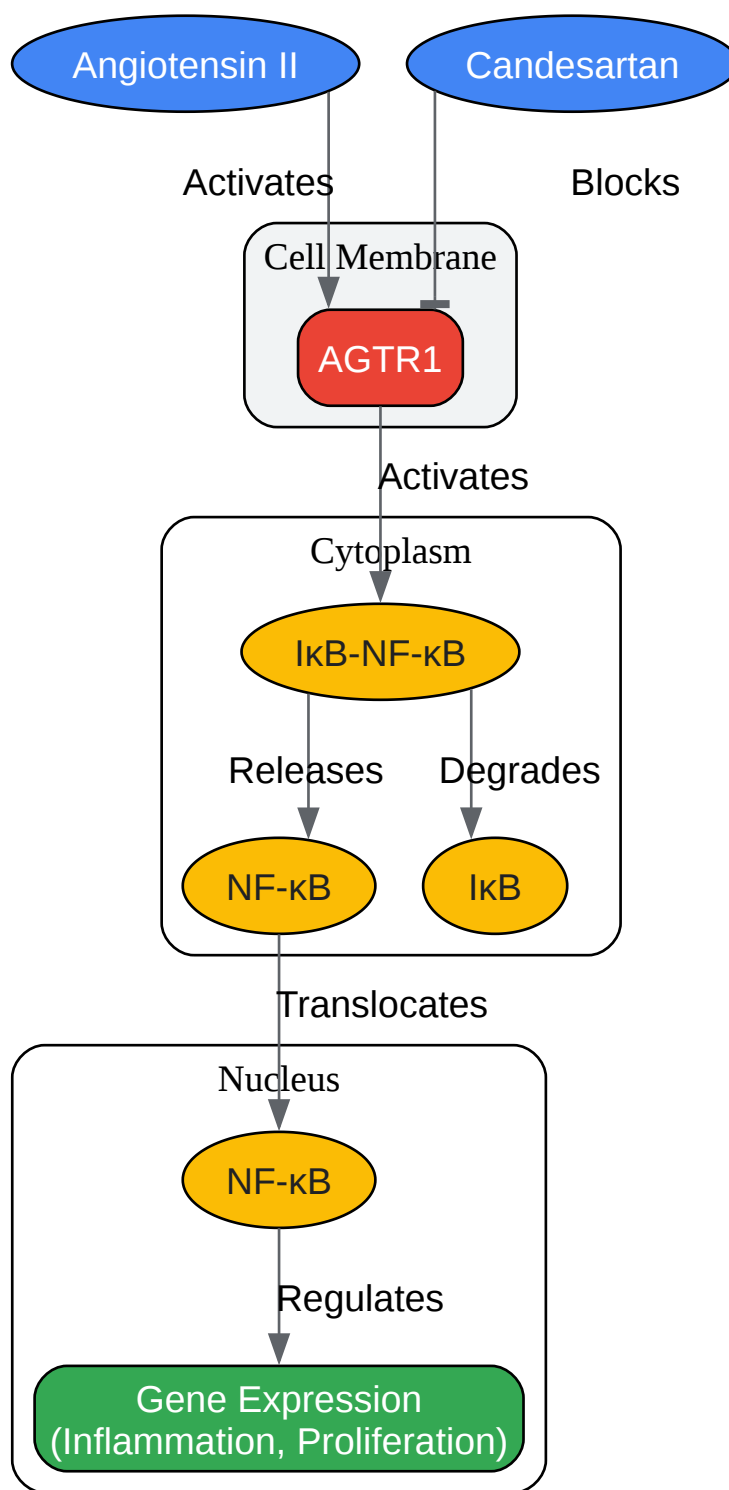 Angiotensin II
Candesartan
Activates
Blocks
Cell Membrane
AGTR1
Activates
Cytoplasm
IκB-NF-κB
Releases
Degrades
NF-κB
IκB
Translocates
Nucleus
NF-κB
Regulates
Gene Expression
(Inflammation, Proliferation)